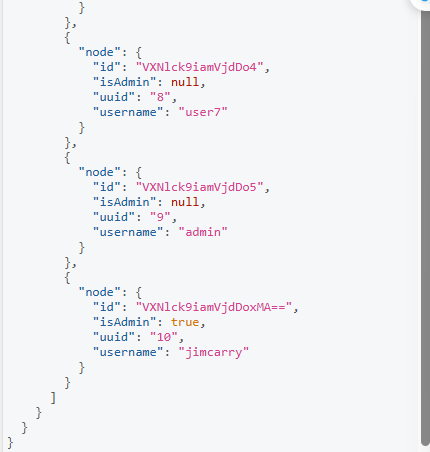 }
},
{
"node": {
"id": "VXNlck9iamVjdDo4",
"isAdmin": null,
"uuid": "8",
"username": "user7"
}
},
{
"node": {
"id": "VXNlck9iamVjdDo5",
"isAdmin": null,
"uuid": "9",
"username": "admin"
}
},
{
"node": {
"id": "VXNlck9iamVjdDoxMA==",
"isAdmin": true,
"uuid": "10",
"username": "jimcarry"
}
}
]
}
}
}